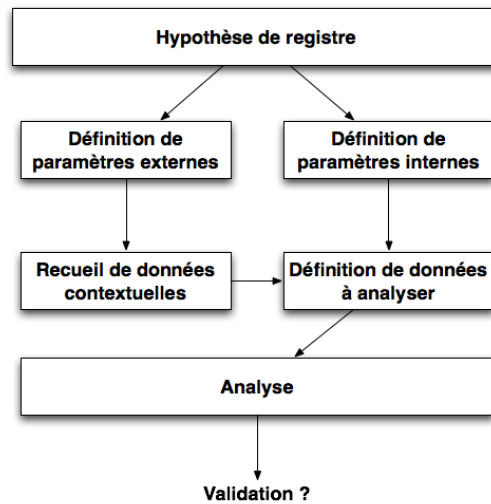 Hypothèse de registre
Définition de
paramètres externes
Définition de
paramètres internes
Recueil de données
contextuelles
Définition de données
à analyser
Analyse
Validation ?